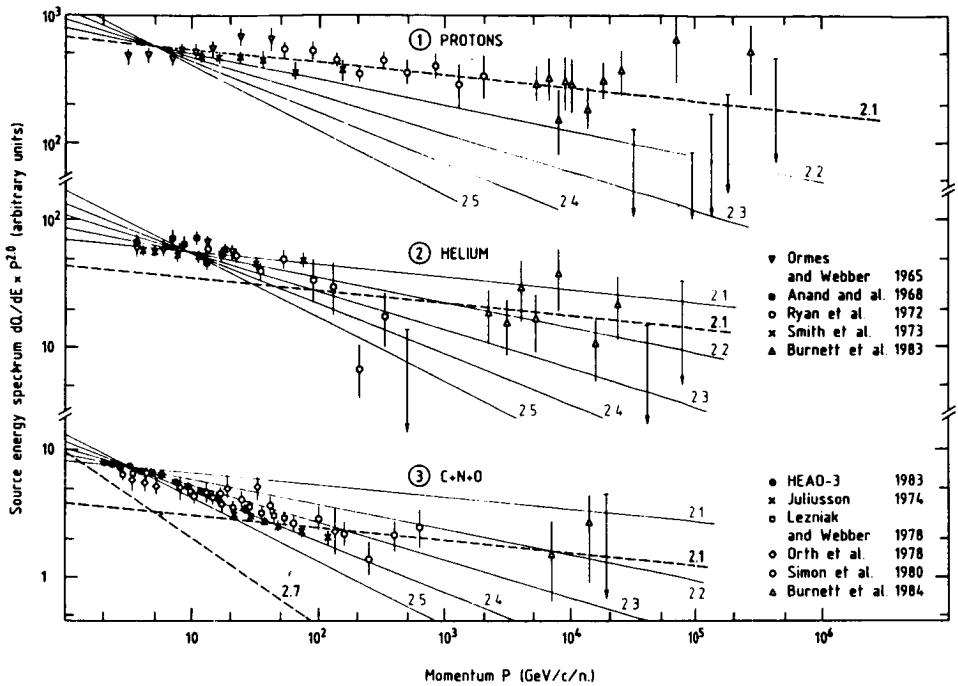 10³
① PROTONS
2.1
10²
2 2
2 3
2 4
2 5
10²
② HELIUM
2 1
2.1
10
2 2
2 3
2 4
2 5
▼ Ormes
and Webber 1965
● Anand and al. 1968
○ Ryan et al. 1972
× Smith et al. 1973
△ Burnett et al. 1983
10
③ C+N+O
2 1
2.1
1
2 2
2 3
2 4
2 5
2.7
● HEAO-3 1983
× Juliusson 1974
□ Lezniak
and Webber 1978
◇ Orth et al. 1978
○ Simon et al. 1980
△ Burnett et al 1984
Source energy spectrum dQ/dE × P²·⁰ (arbitrary units)
1 10 10² 10³ 10⁴ 10⁵ 10⁶
Momentum P (GeV/c/n.)